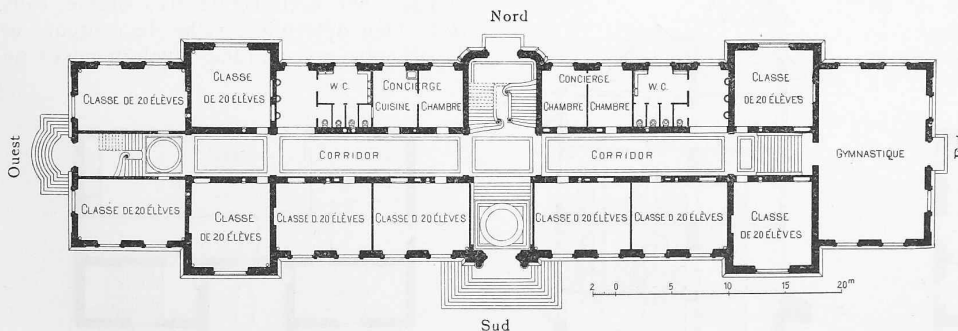 Nord
CLASSE DE 20 ÉLÈVES
CLASSE
DE 20 ÉLÈVES
W.C.
CONCIERGE
CUISINE
CHAMBRE
CONCIERGE
CHAMBRE
CHAMBRE
W.C.
CLASSE
DE 20 ÉLÈVES
Ouest
CORRIDOR
CORRIDOR
GYMNASTIQUE
CLASSE DE 20 ÉLÈVES
CLASSE
DE 20 ÉLÈVES
CLASSE D. 20 ÉLÈVES
CLASSE D. 20 ÉLÈVES
CLASSE D. 20 ÉLÈVES
CLASSE D. 20 ÉLÈVES
CLASSE
DE 20 ÉLÈVES
2 0 5 10 15 20m
Sud